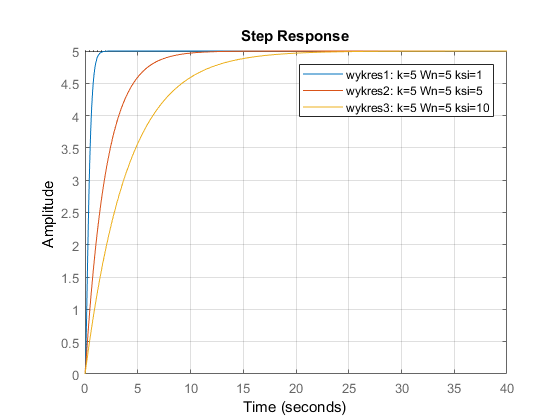 Step Response
5
4.5
4
3.5
3
2.5
2
1.5
1
0.5
0
Amplitude
wykres1: k=5 Wn=5 ksi=1
wykres2: k=5 Wn=5 ksi=5
wykres3: k=5 Wn=5 ksi=10
0 5 10 15 20 25 30 35 40
Time (seconds)